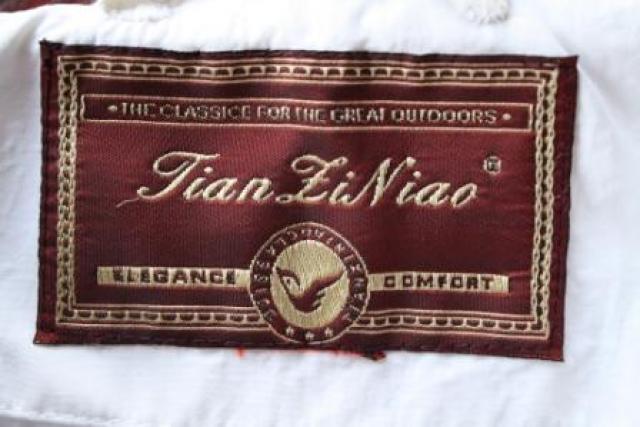 • THE CLASSICE FOR THE GREAT OUTDOORS •
TianZiNiao ®
ELEGANCE COMFORT